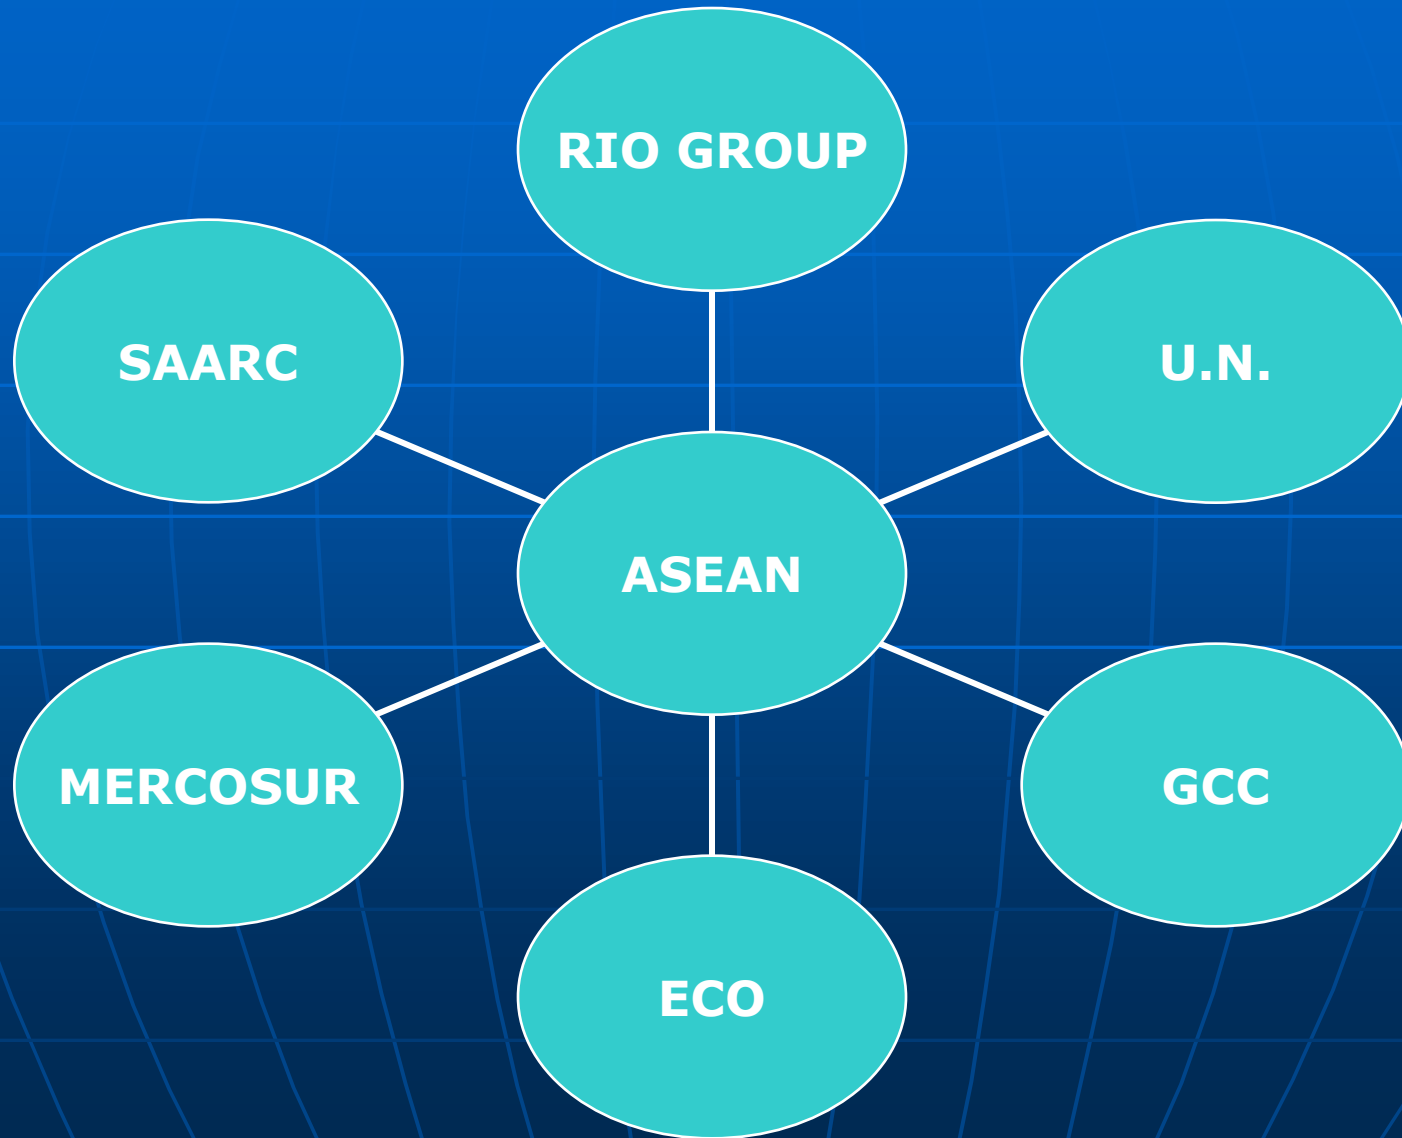 RIO GROUP
SAARC
U.N.
ASEAN
MERCOSUR
GCC
ECO